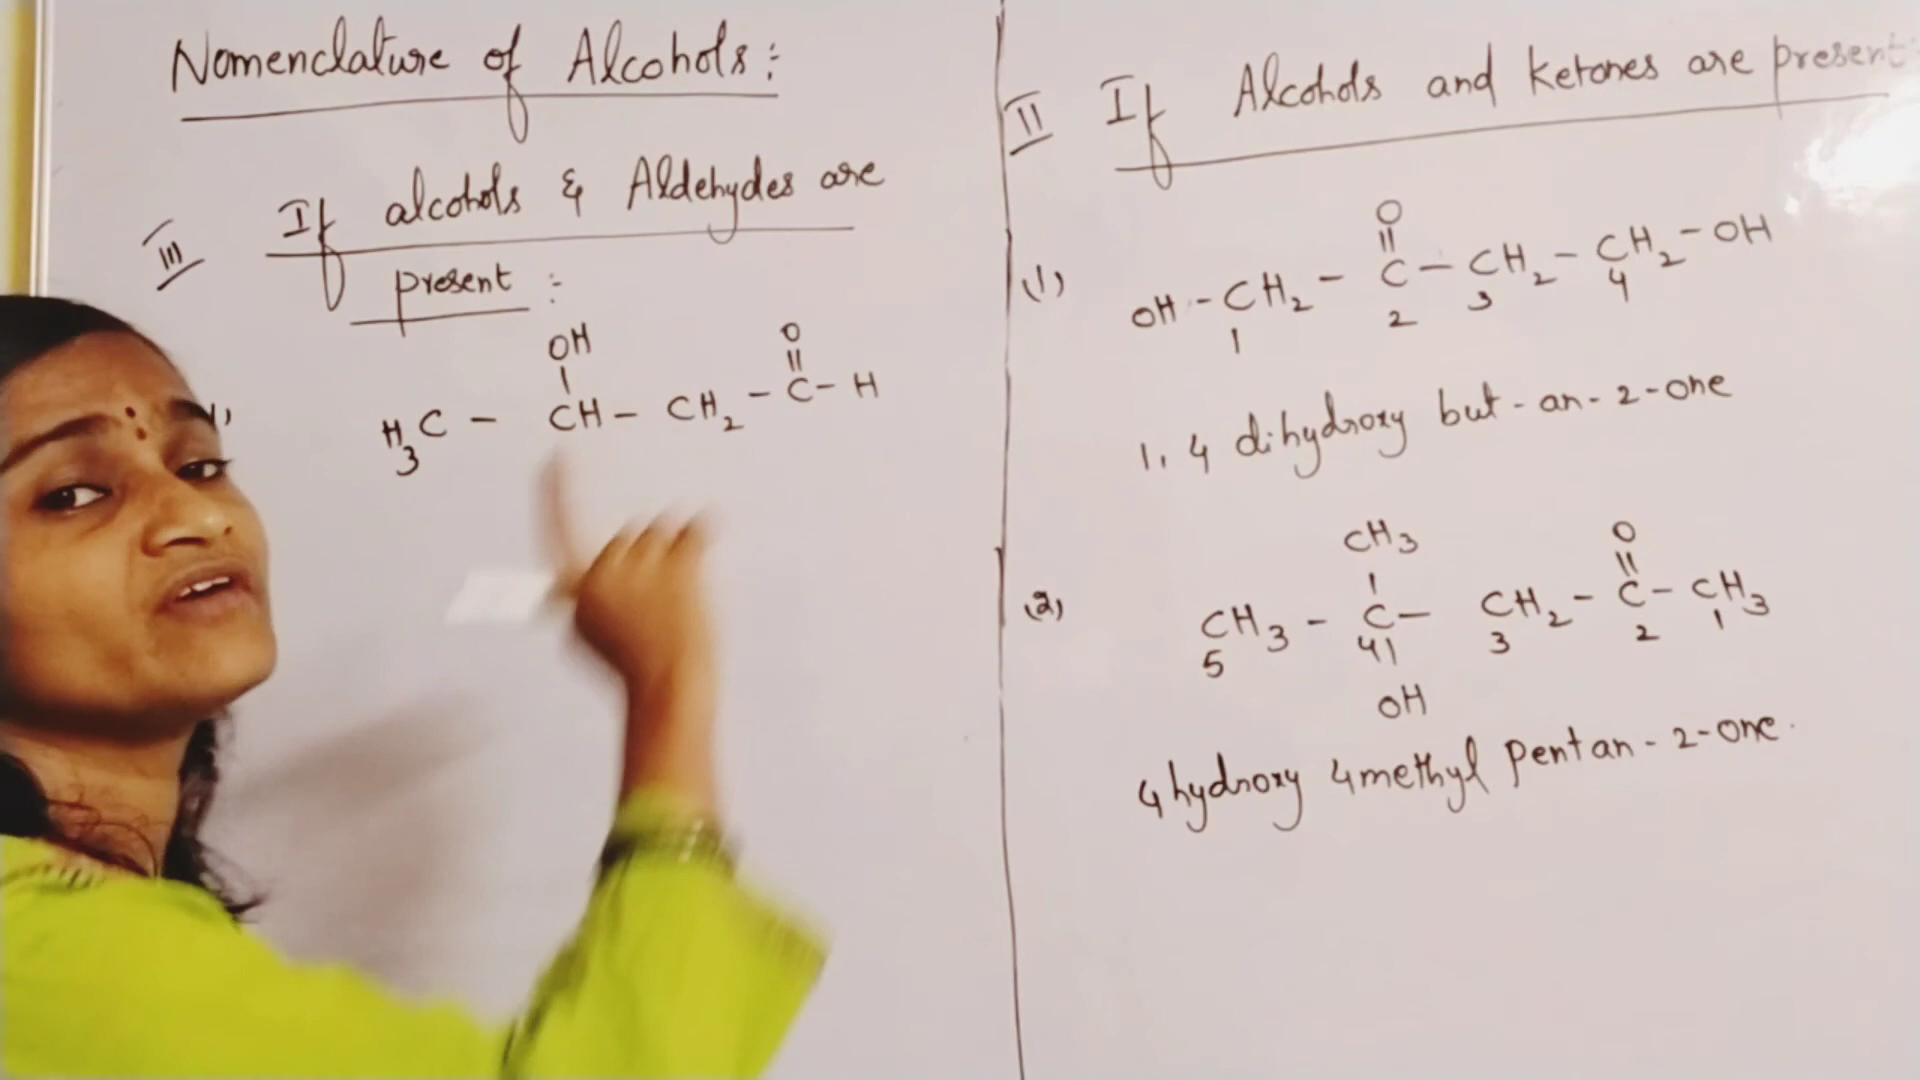 Nomenclature of Alcohols :
III If alcohols & Aldehydes are
present :
OH O
| ||
1) H3C - CH - CH2 - C - H
II If Alcohols and ketones are present
O
||
(1) OH - CH2 - C - CH2 - CH2 - OH
1 2 3 4
1, 4 dihydroxy but-an-2-one
CH3 O
| ||
(2) CH3 - C - CH2 - C - CH3
5 4 | 3 2 1
OH
4 hydroxy 4 methyl pentan-2-one.